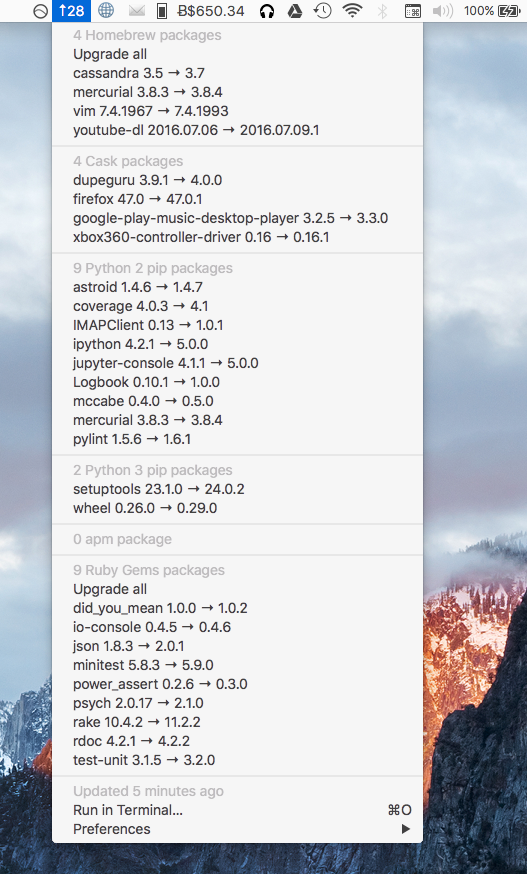 ↑28 Ƀ$650.34 100%
4 Homebrew packages
Upgrade all
cassandra 3.5 → 3.7
mercurial 3.8.3 → 3.8.4
vim 7.4.1967 → 7.4.1993
youtube-dl 2016.07.06 → 2016.07.09.1
4 Cask packages
dupeguru 3.9.1 → 4.0.0
firefox 47.0 → 47.0.1
google-play-music-desktop-player 3.2.5 → 3.3.0
xbox360-controller-driver 0.16 → 0.16.1
9 Python 2 pip packages
astroid 1.4.6 → 1.4.7
coverage 4.0.3 → 4.1
IMAPClient 0.13 → 1.0.1
ipython 4.2.1 → 5.0.0
jupyter-console 4.1.1 → 5.0.0
Logbook 0.10.1 → 1.0.0
mccabe 0.4.0 → 0.5.0
mercurial 3.8.3 → 3.8.4
pylint 1.5.6 → 1.6.1
2 Python 3 pip packages
setuptools 23.1.0 → 24.0.2
wheel 0.26.0 → 0.29.0
0 apm package
9 Ruby Gems packages
Upgrade all
did_you_mean 1.0.0 → 1.0.2
io-console 0.4.5 → 0.4.6
json 1.8.3 → 2.0.1
minitest 5.8.3 → 5.9.0
power_assert 0.2.6 → 0.3.0
psych 2.0.17 → 2.1.0
rake 10.4.2 → 11.2.2
rdoc 4.2.1 → 4.2.2
test-unit 3.1.5 → 3.2.0
Updated 5 minutes ago
Run in Terminal... ⌘O
Preferences ▶